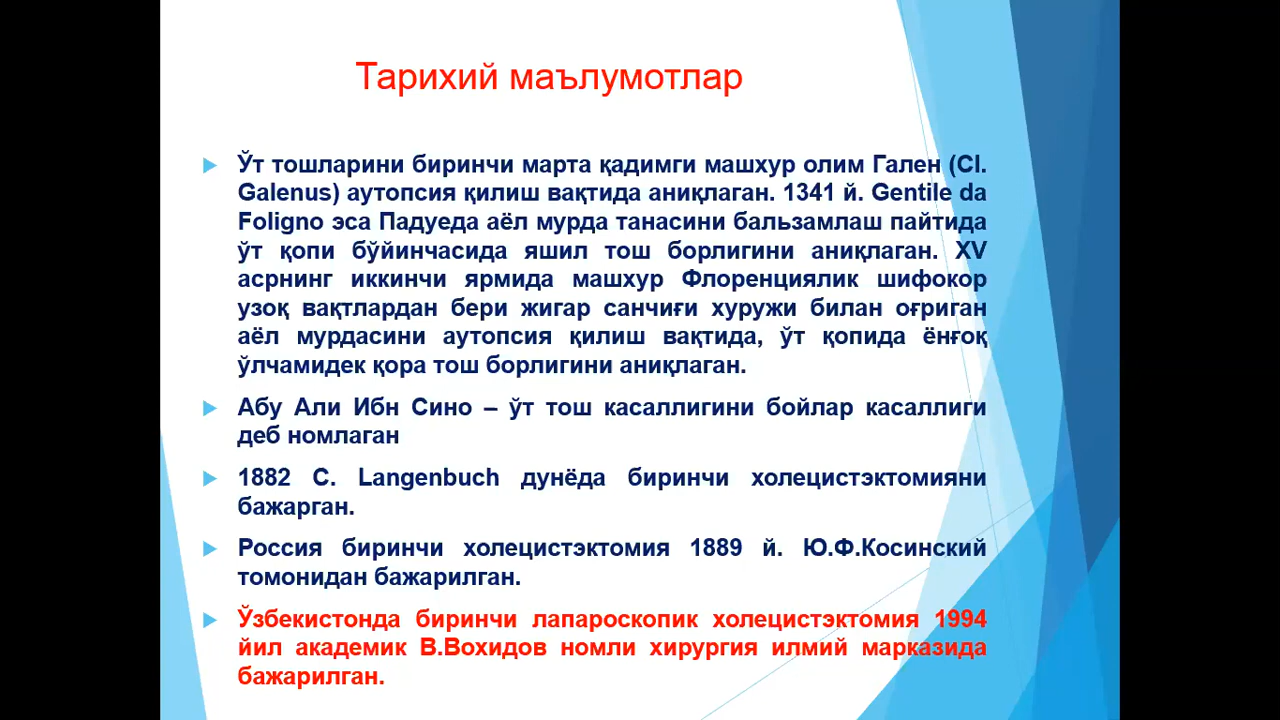 Тарихий маълумотлар
Ўт тошларини биринчи марта қадимги машхур олим Гален (Cl.
Galenus) аутопсия қилиш вақтида аниқлаган. 1341 й. Gentile da
Foligno эса Падуеда аёл мурда танасини бальзамлаш пайтида
ўт қопи бўйинчасида яшил тош борлигини аниқлаган. XV
асрнинг иккинчи ярмида машхур Флоренциялик шифокор
узоқ вақтлардан бери жигар санчиғи хуружи билан оғриган
аёл мурдасини аутопсия қилиш вақтида, ўт қопида ёнғоқ
ўлчамидек қора тош борлигини аниқлаган.
Абу Али Ибн Сино – ўт тош касаллигини бойлар касаллиги
деб номлаган
1882 С. Langenbuch дунёда биринчи холецистэктомияни
бажарган.
Россия биринчи холецистэктомия 1889 й. Ю.Ф.Косинский
томонидан бажарилган.
Ўзбекистонда биринчи лапароскопик холецистэктомия 1994
йил академик В.Вохидов номли хирургия илмий марказида
бажарилган.